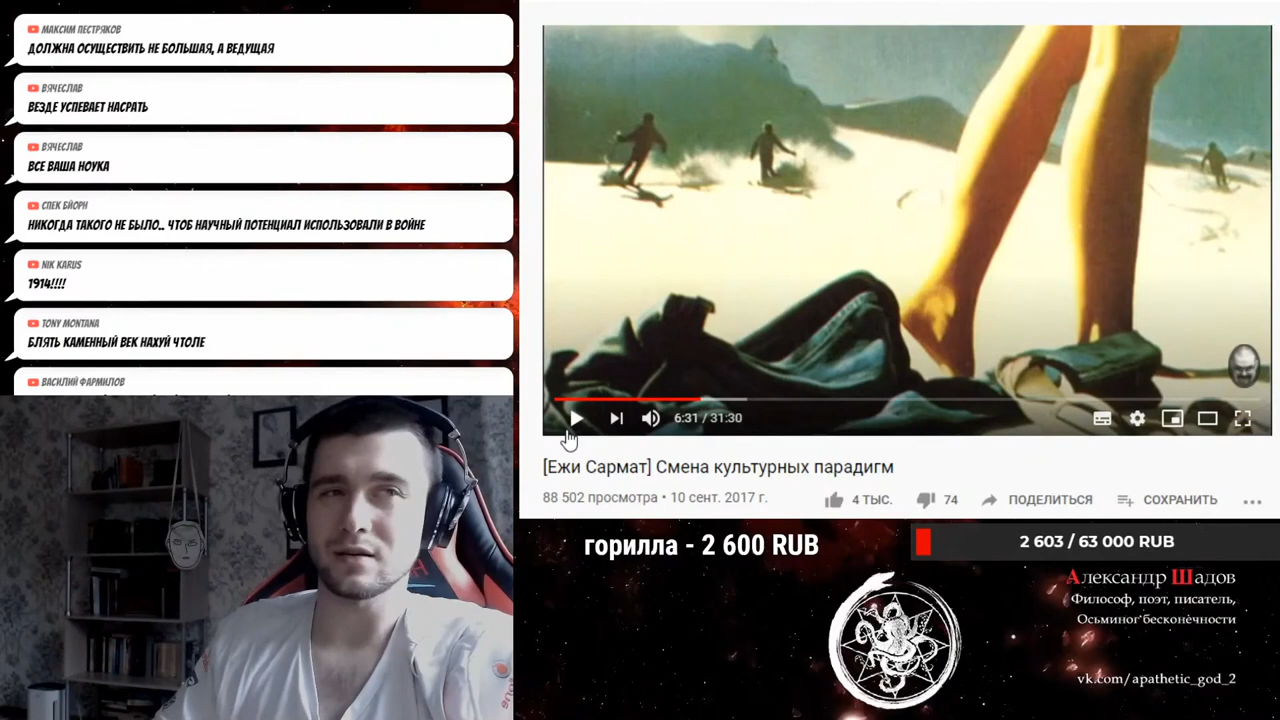 МАКСИМ ПЕСТРЯКОВ
ДОЛЖНА ОСУЩЕСТВИТЬ НЕ БОЛЬШАЯ, А ВЕДУЩАЯ
ВЯЧЕСЛАВ
ВЕЗДЕ УСПЕВАЕТ НАСРАТЬ
ВЯЧЕСЛАВ
ВСЕ ВАША НОУКА
СПЕК БЙОРН
НИКОГДА ТАКОГО НЕ БЫЛО.. ЧТОБ НАУЧНЫЙ ПОТЕНЦИАЛ ИСПОЛЬЗОВАЛИ В ВОЙНЕ
NIK KARUS
1914!!!!
TONY MONTANA
БЛЯТЬ КАМЕННЫЙ ВЕК НАХУЙ ЧТОЛЕ
ВАСИЛИЙ ФАРМИЛОВ
6:31 / 31:30
[Ежи Сармат] Смена культурных парадигм
88 502 просмотра • 10 сент. 2017 г.
4 ТЫС.
74
ПОДЕЛИТЬСЯ
СОХРАНИТЬ
горилла - 2 600 RUB
2 603 / 63 000 RUB
Александр Шадов
Философ, поэт, писатель,
Осьминог бесконечности
vk.com/apathetic_god_2